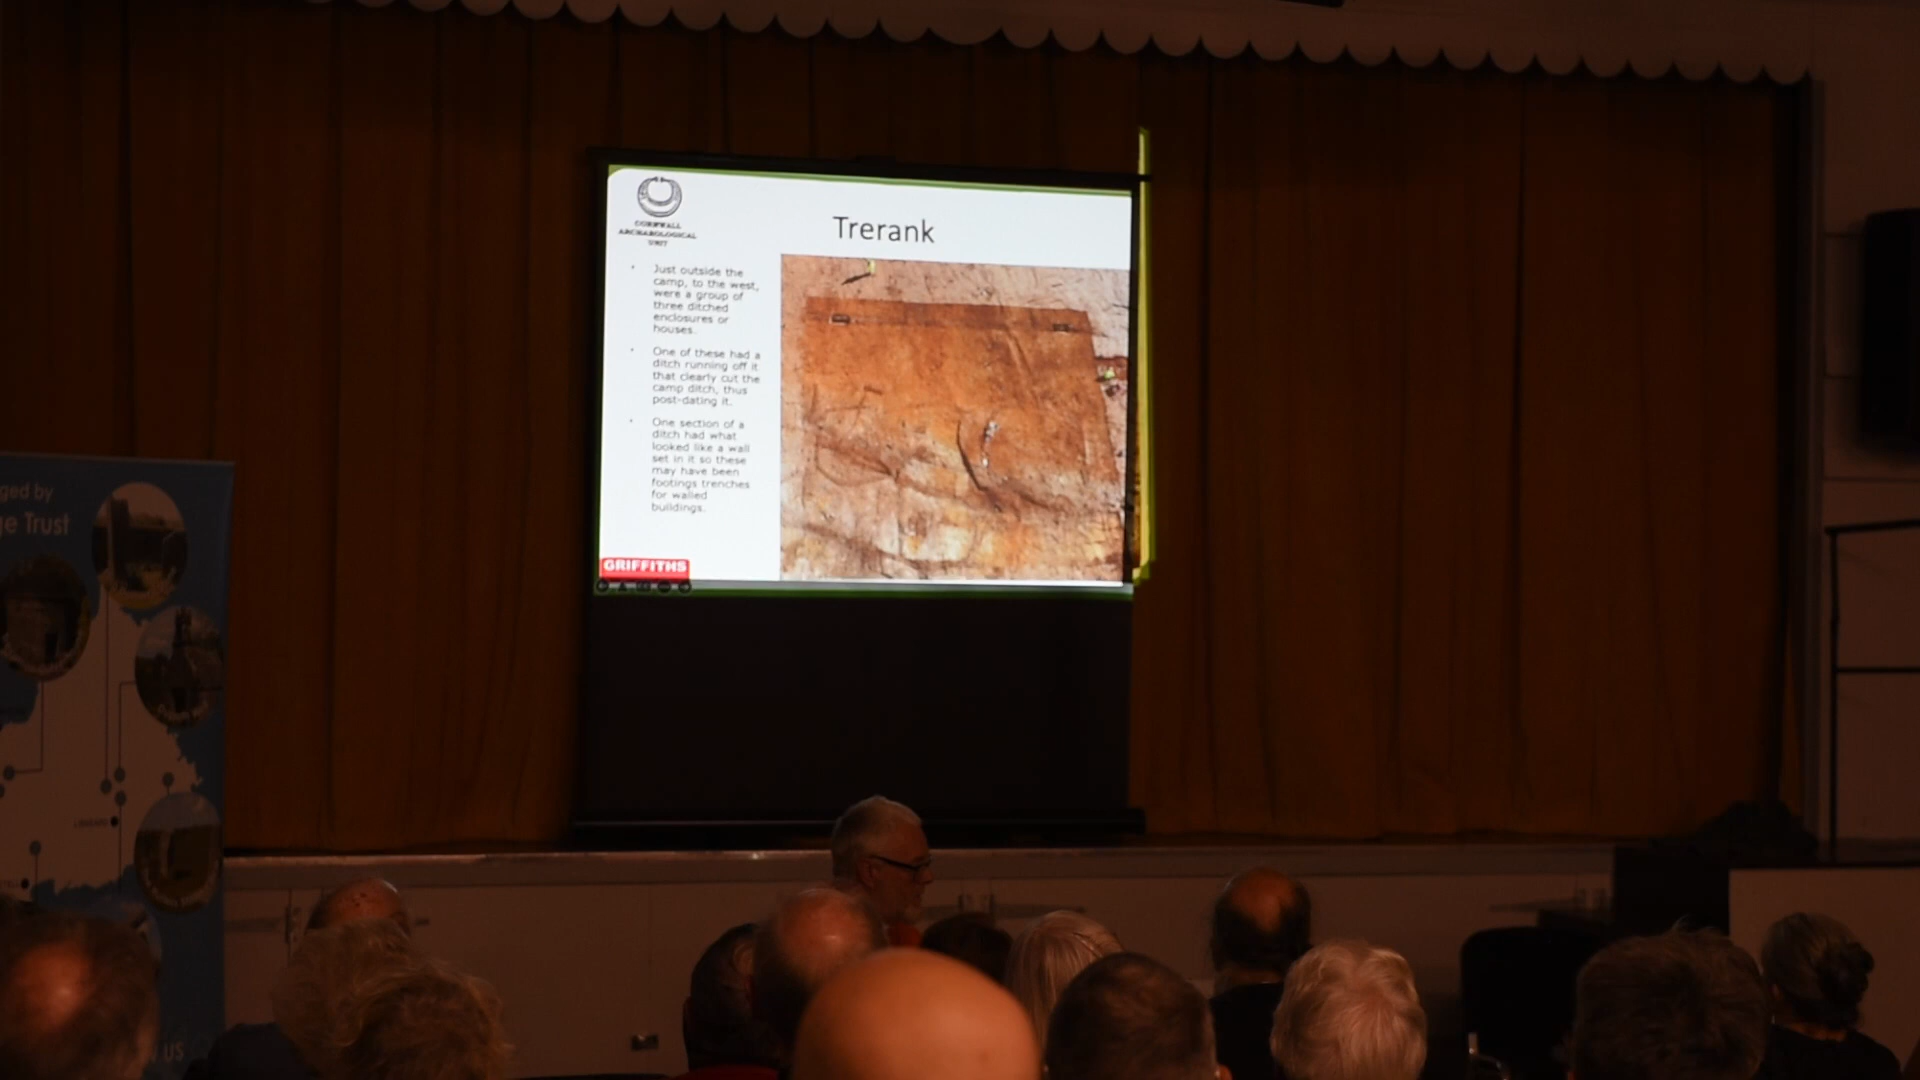 CORNWALL
ARCHAEOLOGICAL
UNIT
Trerank
Just outside the
camp, to the west,
were a group of
three ditched
enclosures or
houses.
One of these had a
ditch running off it
that clearly cut the
camp ditch, thus
post-dating it.
One section of a
ditch had what
looked like a wall
set in it so these
may have been
footings trenches
for walled
buildings.
GRIFFITHS
ged by
ge Trust
US